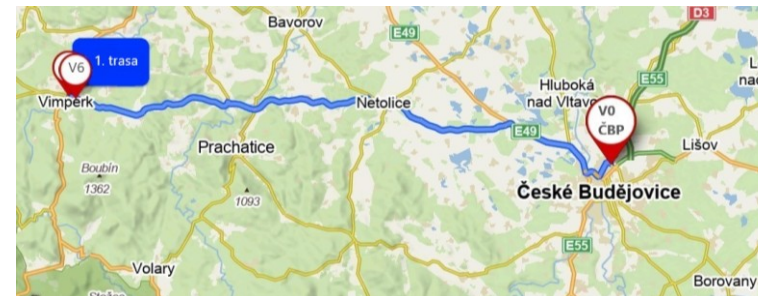 D3
Bavorov
E49
1. trasa
V6
E55
Hluboká
nad Vltavo
Vimperk
Netolice
V0
ČBP
E49
Lišov
Prachatice
Boubín
1362
České Budějovice
1093
E55
Volary
Borovany